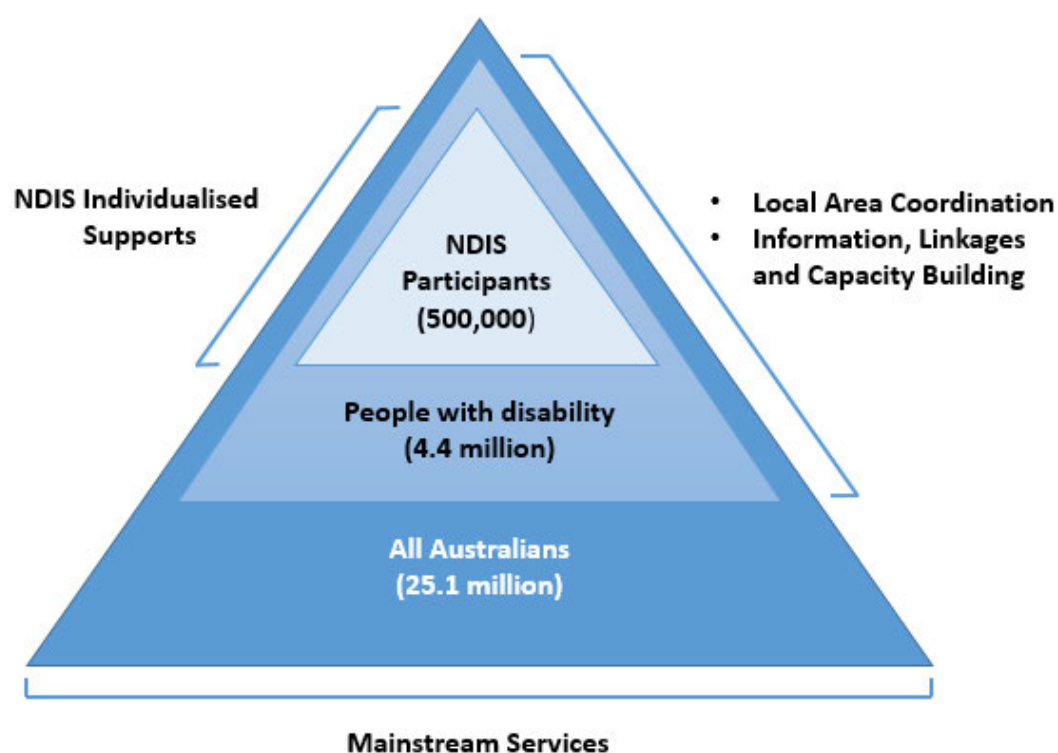 NDIS Individualised
Supports
NDIS
Participants
(500,000)
• Local Area Coordination
• Information, Linkages
and Capacity Building
People with disability
(4.4 million)
All Australians
(25.1 million)
Mainstream Services